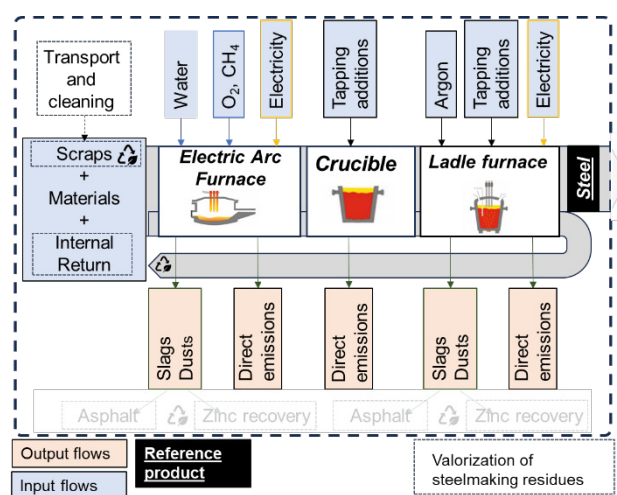 Transport
and
cleaning
Water
O2, CH4
Electricity
Tapping
additions
Argon
Tapping
additions
Electricity
Scraps
+
Materials
+
Internal
Return
Electric Arc
Furnace
Crucible
Ladle furnace
Steel
Slags
Dusts
Direct
emissions
Direct
emissions
Slags
Dusts
Direct
emissions
Asphalt
Zinc recovery
Asphalt
Zinc recovery
Output flows
Input flows
Reference
product
Valorization of
steelmaking residues